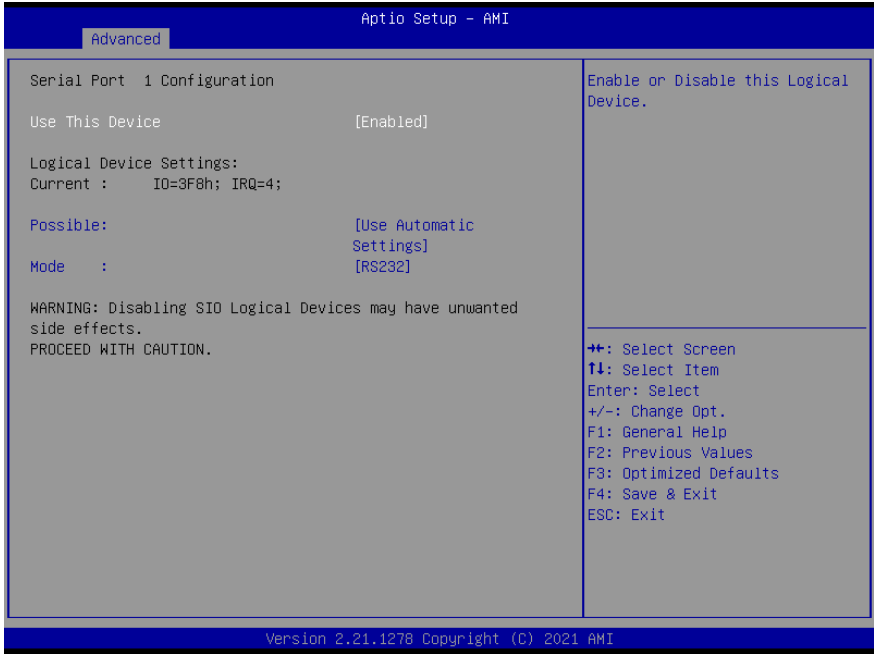 Aptio Setup – AMI
Advanced
Serial Port  1 Configuration
Use This Device [Enabled]
Logical Device Settings:
Current : IO=3F8h; IRQ=4;
Possible: [Use Automatic
Settings]
Mode : [RS232]
WARNING: Disabling SIO Logical Devices may have unwanted
side effects.
PROCEED WITH CAUTION.
Enable or Disable this Logical
Device.
→←: Select Screen
↑↓: Select Item
Enter: Select
+/-: Change Opt.
F1: General Help
F2: Previous Values
F3: Optimized Defaults
F4: Save & Exit
ESC: Exit
Version 2.21.1278 Copyright (C) 2021 AMI